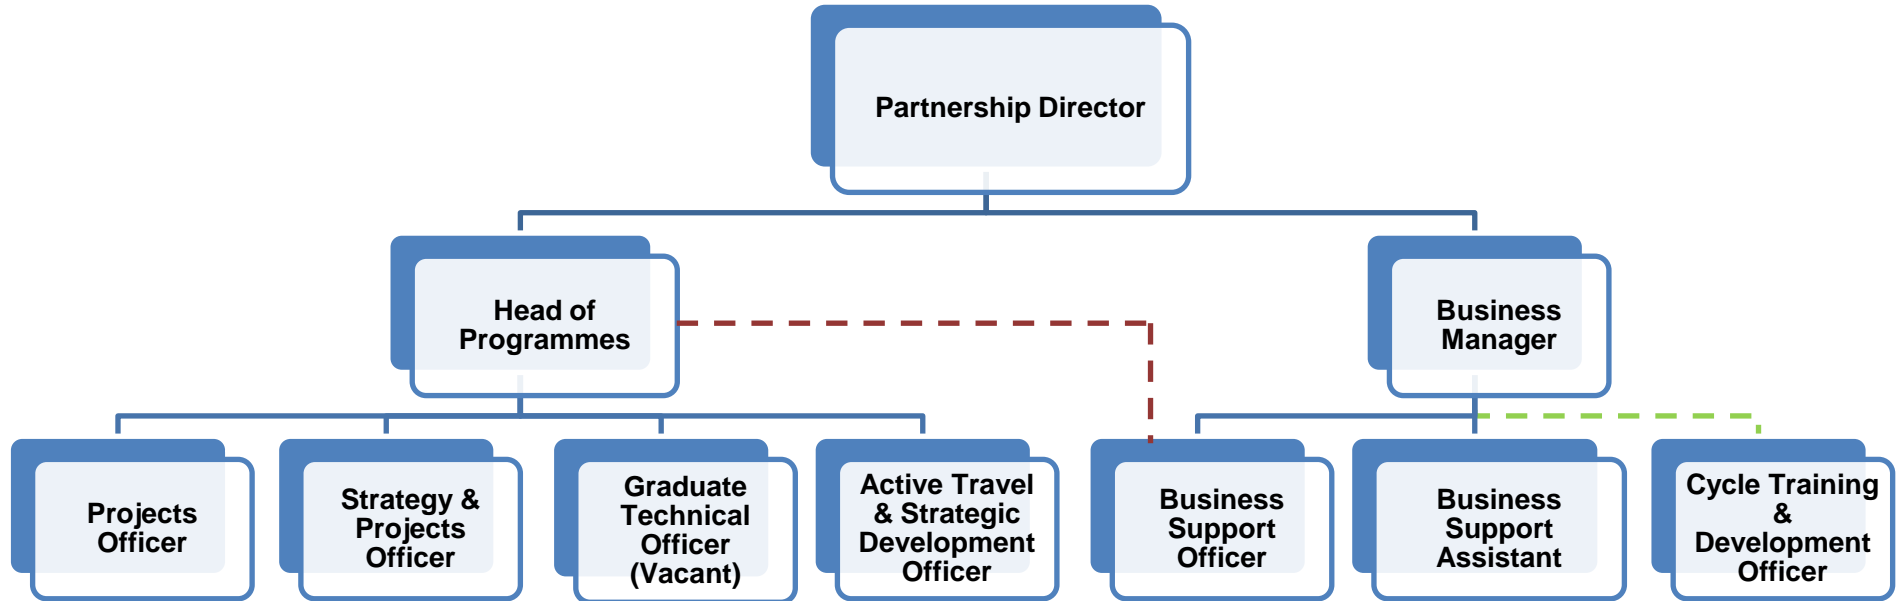 Partnership Director
Head of
Programmes
Business
Manager
Projects
Officer
Strategy &
Projects
Officer
Graduate
Technical
Officer
(Vacant)
Active Travel
& Strategic
Development
Officer
Business
Support
Officer
Business
Support
Assistant
Cycle Training
&
Development
Officer